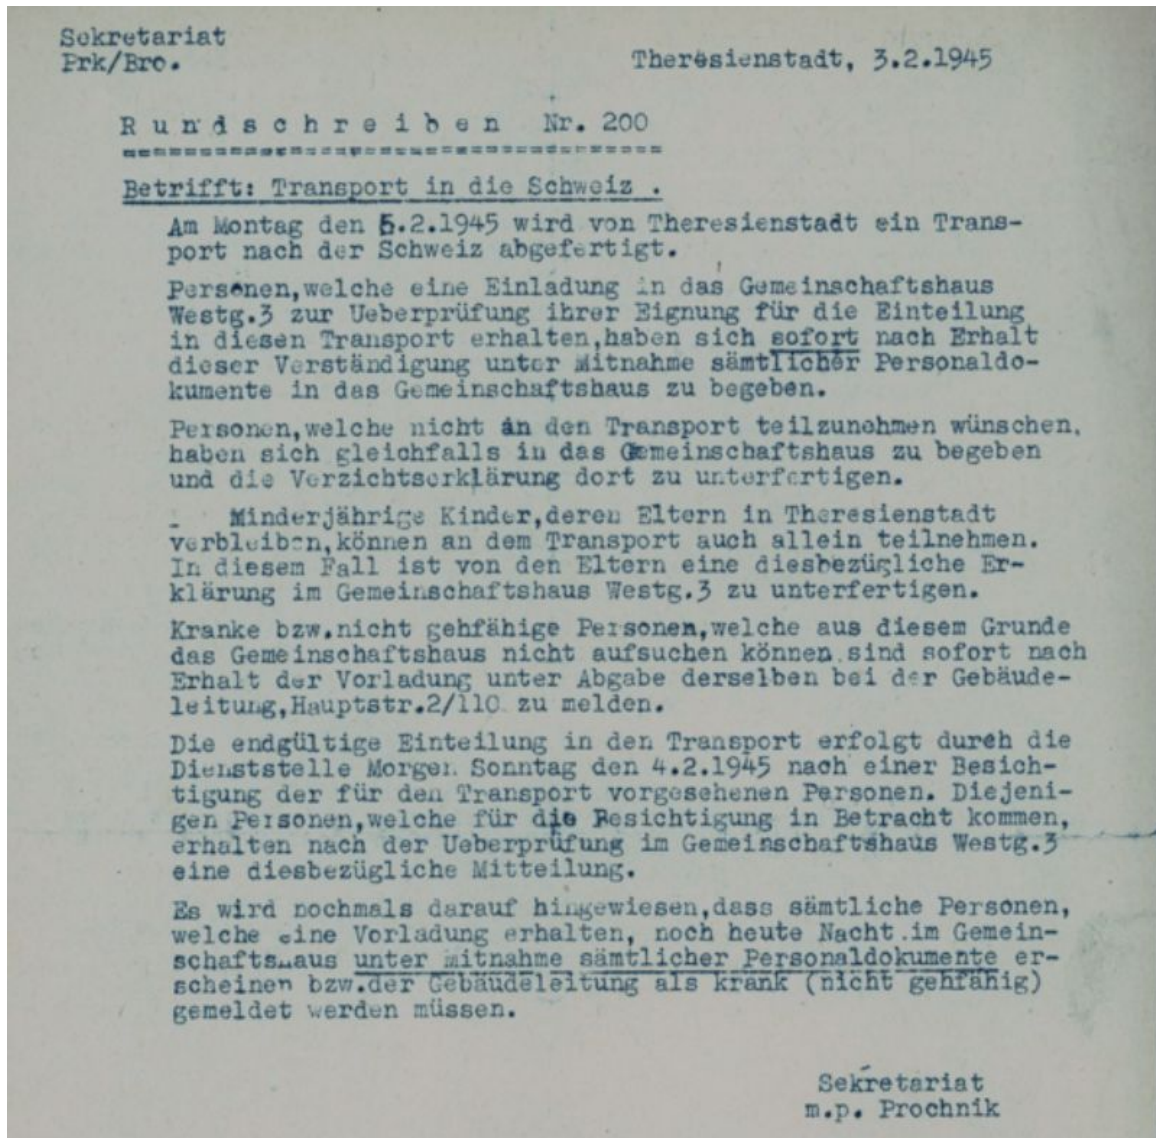 Sekretariat
Prk/Bro.
Theresienstadt, 3.2.1945
R u n d s c h r e i b e n Nr. 200
====================================
Betrifft: Transport in die Schweiz .
Am Montag den 5.2.1945 wird von Theresienstadt ein Trans-
port nach der Schweiz abgefertigt.
Personen,welche eine Einladung in das Gemeinschaftshaus
Westg.3 zur Ueberprüfung ihrer Eignung für die Einteilung
in diesen Transport erhalten,haben sich sofort nach Erhalt
dieser Verständigung unter Mitnahme sämtlicher Personaldo-
kumente in das Gemeinschaftshaus zu begeben.
Personen,welche nicht an den Transport teilzunehmen wünschen,
haben sich gleichfalls in das Gemeinschaftshaus zu begeben
und die Verzichtserklärung dort zu unterfertigen.
Minderjährige Kinder,deren Eltern in Theresienstadt
verbleiben,können an dem Transport auch allein teilnehmen.
In diesem Fall ist von den Eltern eine diesbezügliche Er-
klärung im Gemeinschaftshaus Westg.3 zu unterfertigen.
Kranke bzw.nicht gehfähige Personen,welche aus diesem Grunde
das Gemeinschaftshaus nicht aufsuchen können sind sofort nach
Erhalt der Vorladung unter Abgabe derselben bei der Gebäude-
leitung,Hauptstr.2/110 zu melden.
Die endgültige Einteilung in den Transport erfolgt durch die
Dienststelle Morgen Sonntag den 4.2.1945 nach einer Besich-
tigung der für den Transport vorgesehenen Personen. Diejeni-
gen Personen,welche für die Besichtigung in Betracht kommen,
erhalten nach der Ueberprüfung im Gemeinschaftshaus Westg.3
eine diesbezügliche Mitteilung.
Es wird nochmals darauf hingewiesen,dass sämtliche Personen,
welche eine Vorladung erhalten, noch heute Nacht im Gemein-
schaftshaus unter Mitnahme sämtlicher Personaldokumente er-
scheinen bzw.der Gebäudeleitung als krank (nicht gehfähig)
gemeldet werden müssen.
Sekretariat
m.p. Prochnik